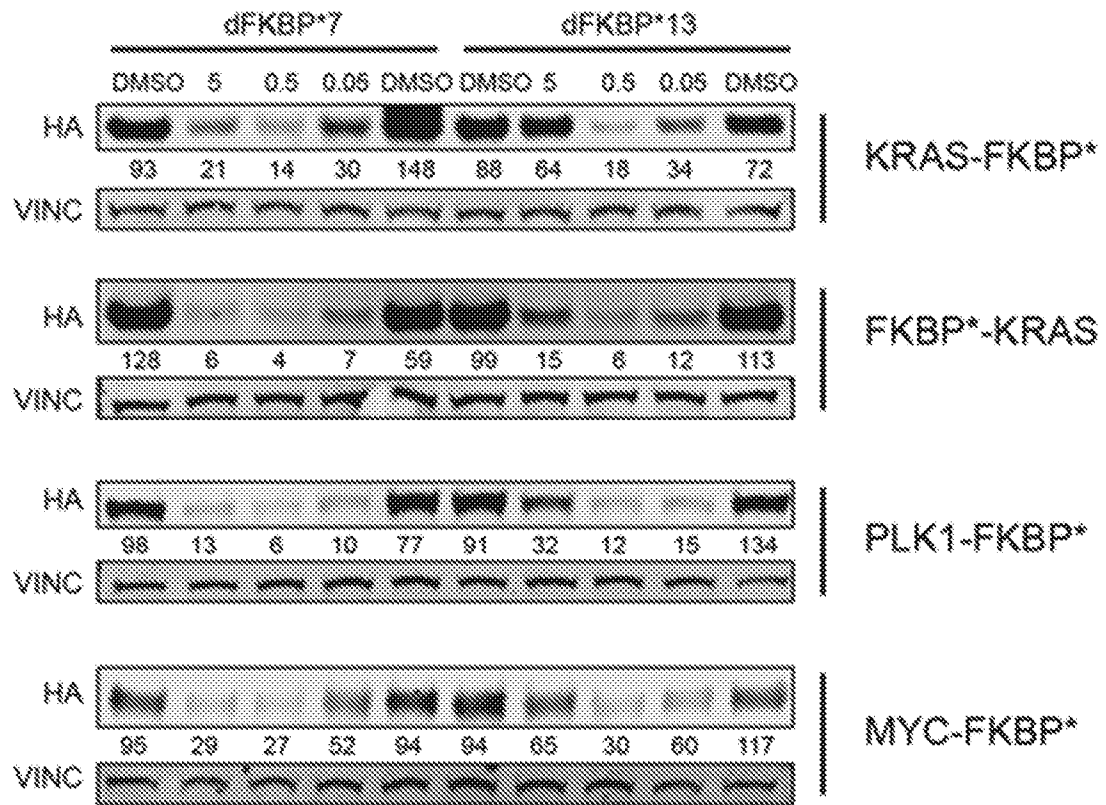 dFKBP*7 dFKBP*13
DMSO 5 0.5 0.05 DMSO DMSO 5 0.5 0.05 DMSO
HA
93 21 14 30 148 88 64 18 34 72
KRAS-FKBP*
VINC
HA
128 6 4 7 59 99 15 6 12 113
FKBP*-KRAS
VINC
HA
98 13 6 10 77 91 32 12 15 134
PLK1-FKBP*
VINC
HA
95 29 27 52 94 94 65 30 60 117
MYC-FKBP*
VINC